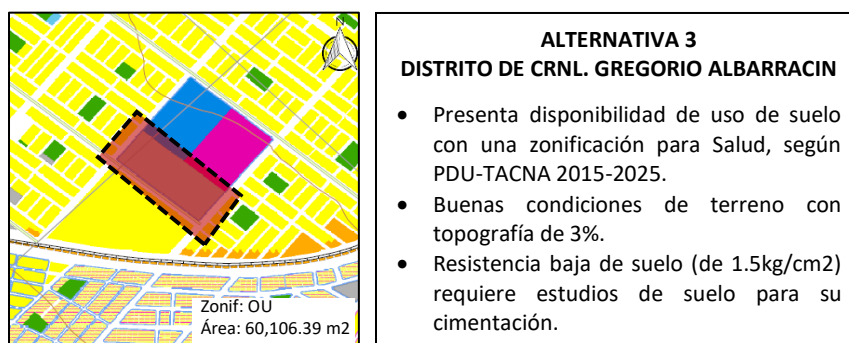 Zonif: OU
Área: 60,106.39 m2
ALTERNATIVA 3
DISTRITO DE CRNL. GREGORIO ALBARRACIN
• Presenta disponibilidad de uso de suelo
con una zonificación para Salud, según
PDU-TACNA 2015-2025.
• Buenas condiciones de terreno con
topografía de 3%.
• Resistencia baja de suelo (de 1.5kg/cm2)
requiere estudios de suelo para su
cimentación.